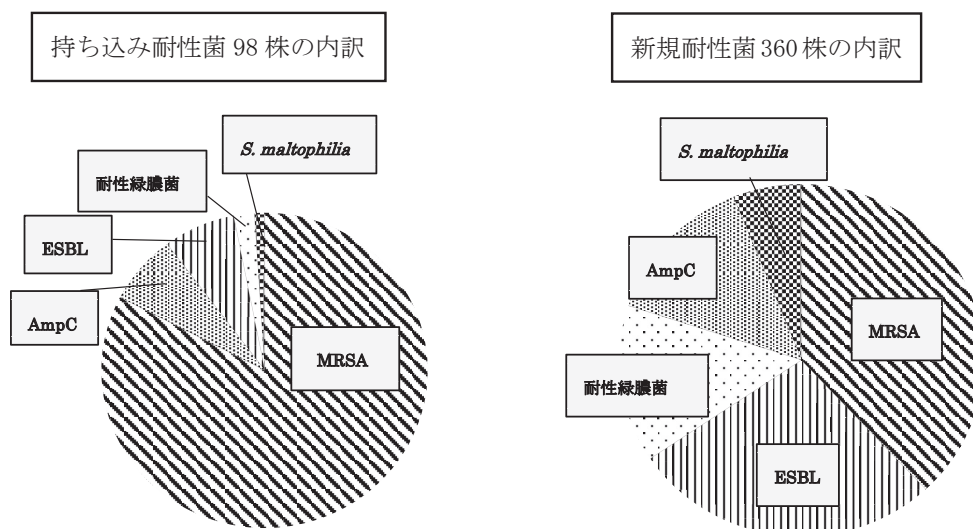 持ち込み耐性菌 98 株の内訳
S. maltophilia
耐性緑膿菌
ESBL
AmpC
MRSA
新規耐性菌 360 株の内訳
S. maltophilia
AmpC
MRSA
耐性緑膿菌
ESBL